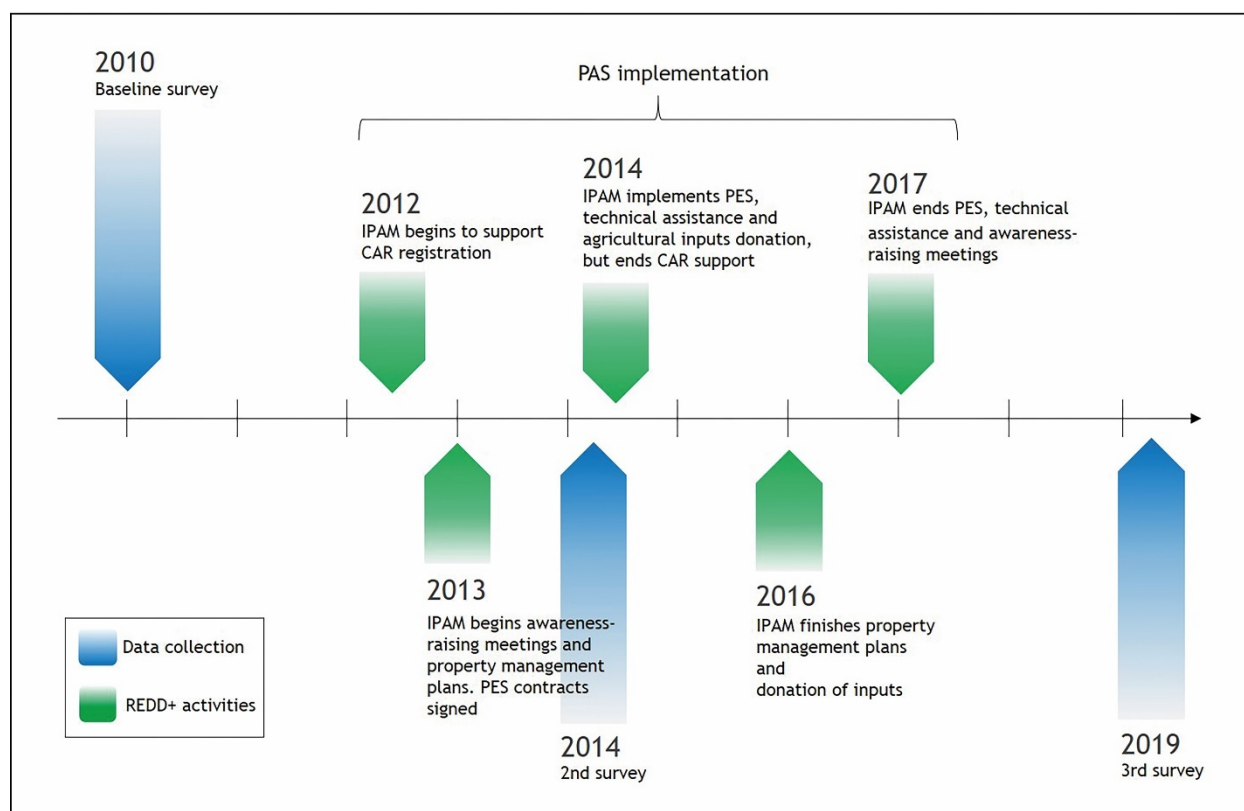 2010
Baseline survey
PAS implementation
2012
IPAM begins to support
CAR registration
2014
IPAM implements PES,
technical assistance and
agricultural inputs donation,
but ends CAR support
2017
IPAM ends PES, technical
assistance and awareness-
raising meetings
2013
IPAM begins awareness-
raising meetings and
property management
plans. PES contracts
signed
2014
2nd survey
2016
IPAM finishes property
management plans
and
donation of inputs
2019
3rd survey
Data collection
REDD+ activities